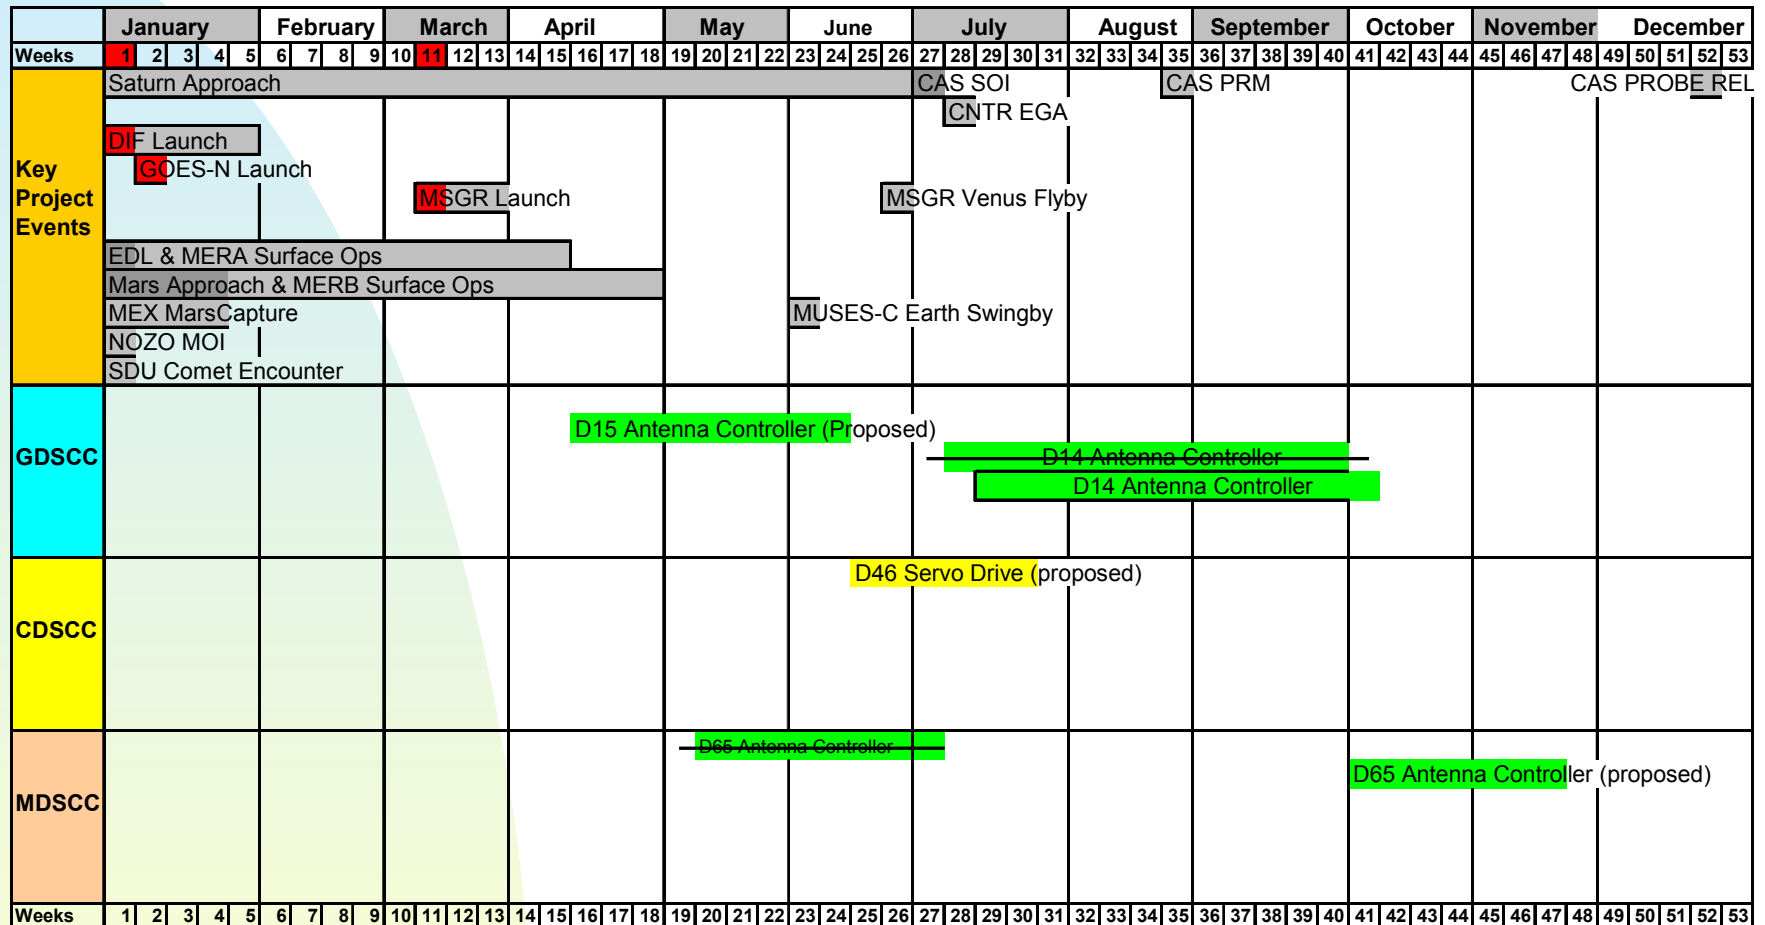 January February March April May June July August September October November December
Weeks 1 2 3 4 5 6 7 8 9 10 11 12 13 14 15 16 17 18 19 20 21 22 23 24 25 26 27 28 29 30 31 32 33 34 35 36 37 38 39 40 41 42 43 44 45 46 47 48 49 50 51 52 53
Saturn Approach CAS SOI CAS PRM CAS PROBE REL
CNTR EGA
DIF Launch
Key GOES-N Launch
Project MSGR Launch MSGR Venus Flyby
Events
EDL & MERA Surface Ops
Mars Approach & MERB Surface Ops
MEX MarsCapture MUSES-C Earth Swingby
NOZO MOI
SDU Comet Encounter
D15 Antenna Controller (Proposed)
GDSCC D14 Antenna Controller
D14 Antenna Controller
D46 Servo Drive (proposed)
CDSCC
D65 Antenna Controller
D65 Antenna Controller (proposed)
MDSCC
Weeks 1 2 3 4 5 6 7 8 9 10 11 12 13 14 15 16 17 18 19 20 21 22 23 24 25 26 27 28 29 30 31 32 33 34 35 36 37 38 39 40 41 42 43 44 45 46 47 48 49 50 51 52 53